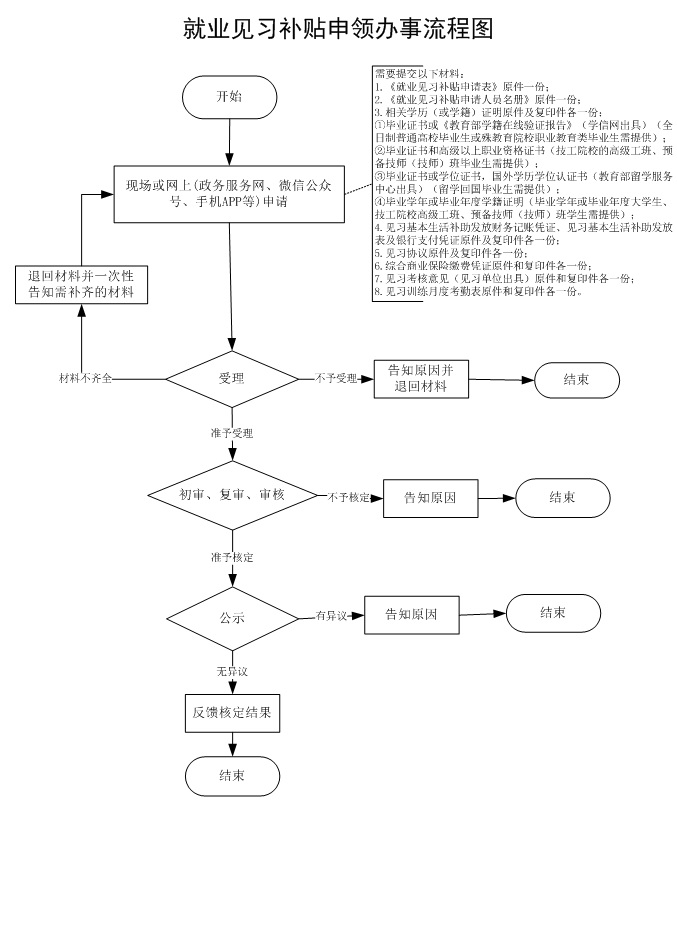 就业见习补贴申领办事流程图
开始
需要提交以下材料：
1.《就业见习补贴申请表》原件一份；
2.《就业见习补贴申请人员名册》原件一份；
3.相关学历（或学籍）证明原件及复印件各一份：
①毕业证书或《教育部学籍在线验证报告》（学信网出具）（全
日制普通高校毕业生或殊教育院校职业教育类毕业生需提供）；
②毕业证书和高级以上职业资格证书（技工院校的高级工班、预
备技师（技师）班毕业生需提供）；
③毕业证书或学位证书，国外学历学位认证书（教育部留学服务
中心出具）（留学回国毕业生需提供）；
④毕业学年或毕业年度学籍证明（毕业学年或毕业年度大学生、
技工院校高级工班、预备技师（技师）班学生需提供）；
4.见习基本生活补助发放财务记账凭证、见习基本生活补助发放
表及银行支付凭证原件及复印件各一份；
5.见习协议原件及复印件各一份；
6.综合商业保险缴费凭证原件和复印件各一份；
7.见习考核意见（见习单位出具）原件和复印件各一份；
8.见习训练月度考勤表原件和复印件各一份。
现场或网上(政务服务网、微信公众
号、手机APP等)申请
退回材料并一次性
告知需补齐的材料
材料不齐全
受理
不予受理
告知原因并
退回材料
结束
准予受理
初审、复审、审核
不予核定
告知原因
结束
准予核定
公示
有异议
告知原因
结束
无异议
反馈核定结果
结束